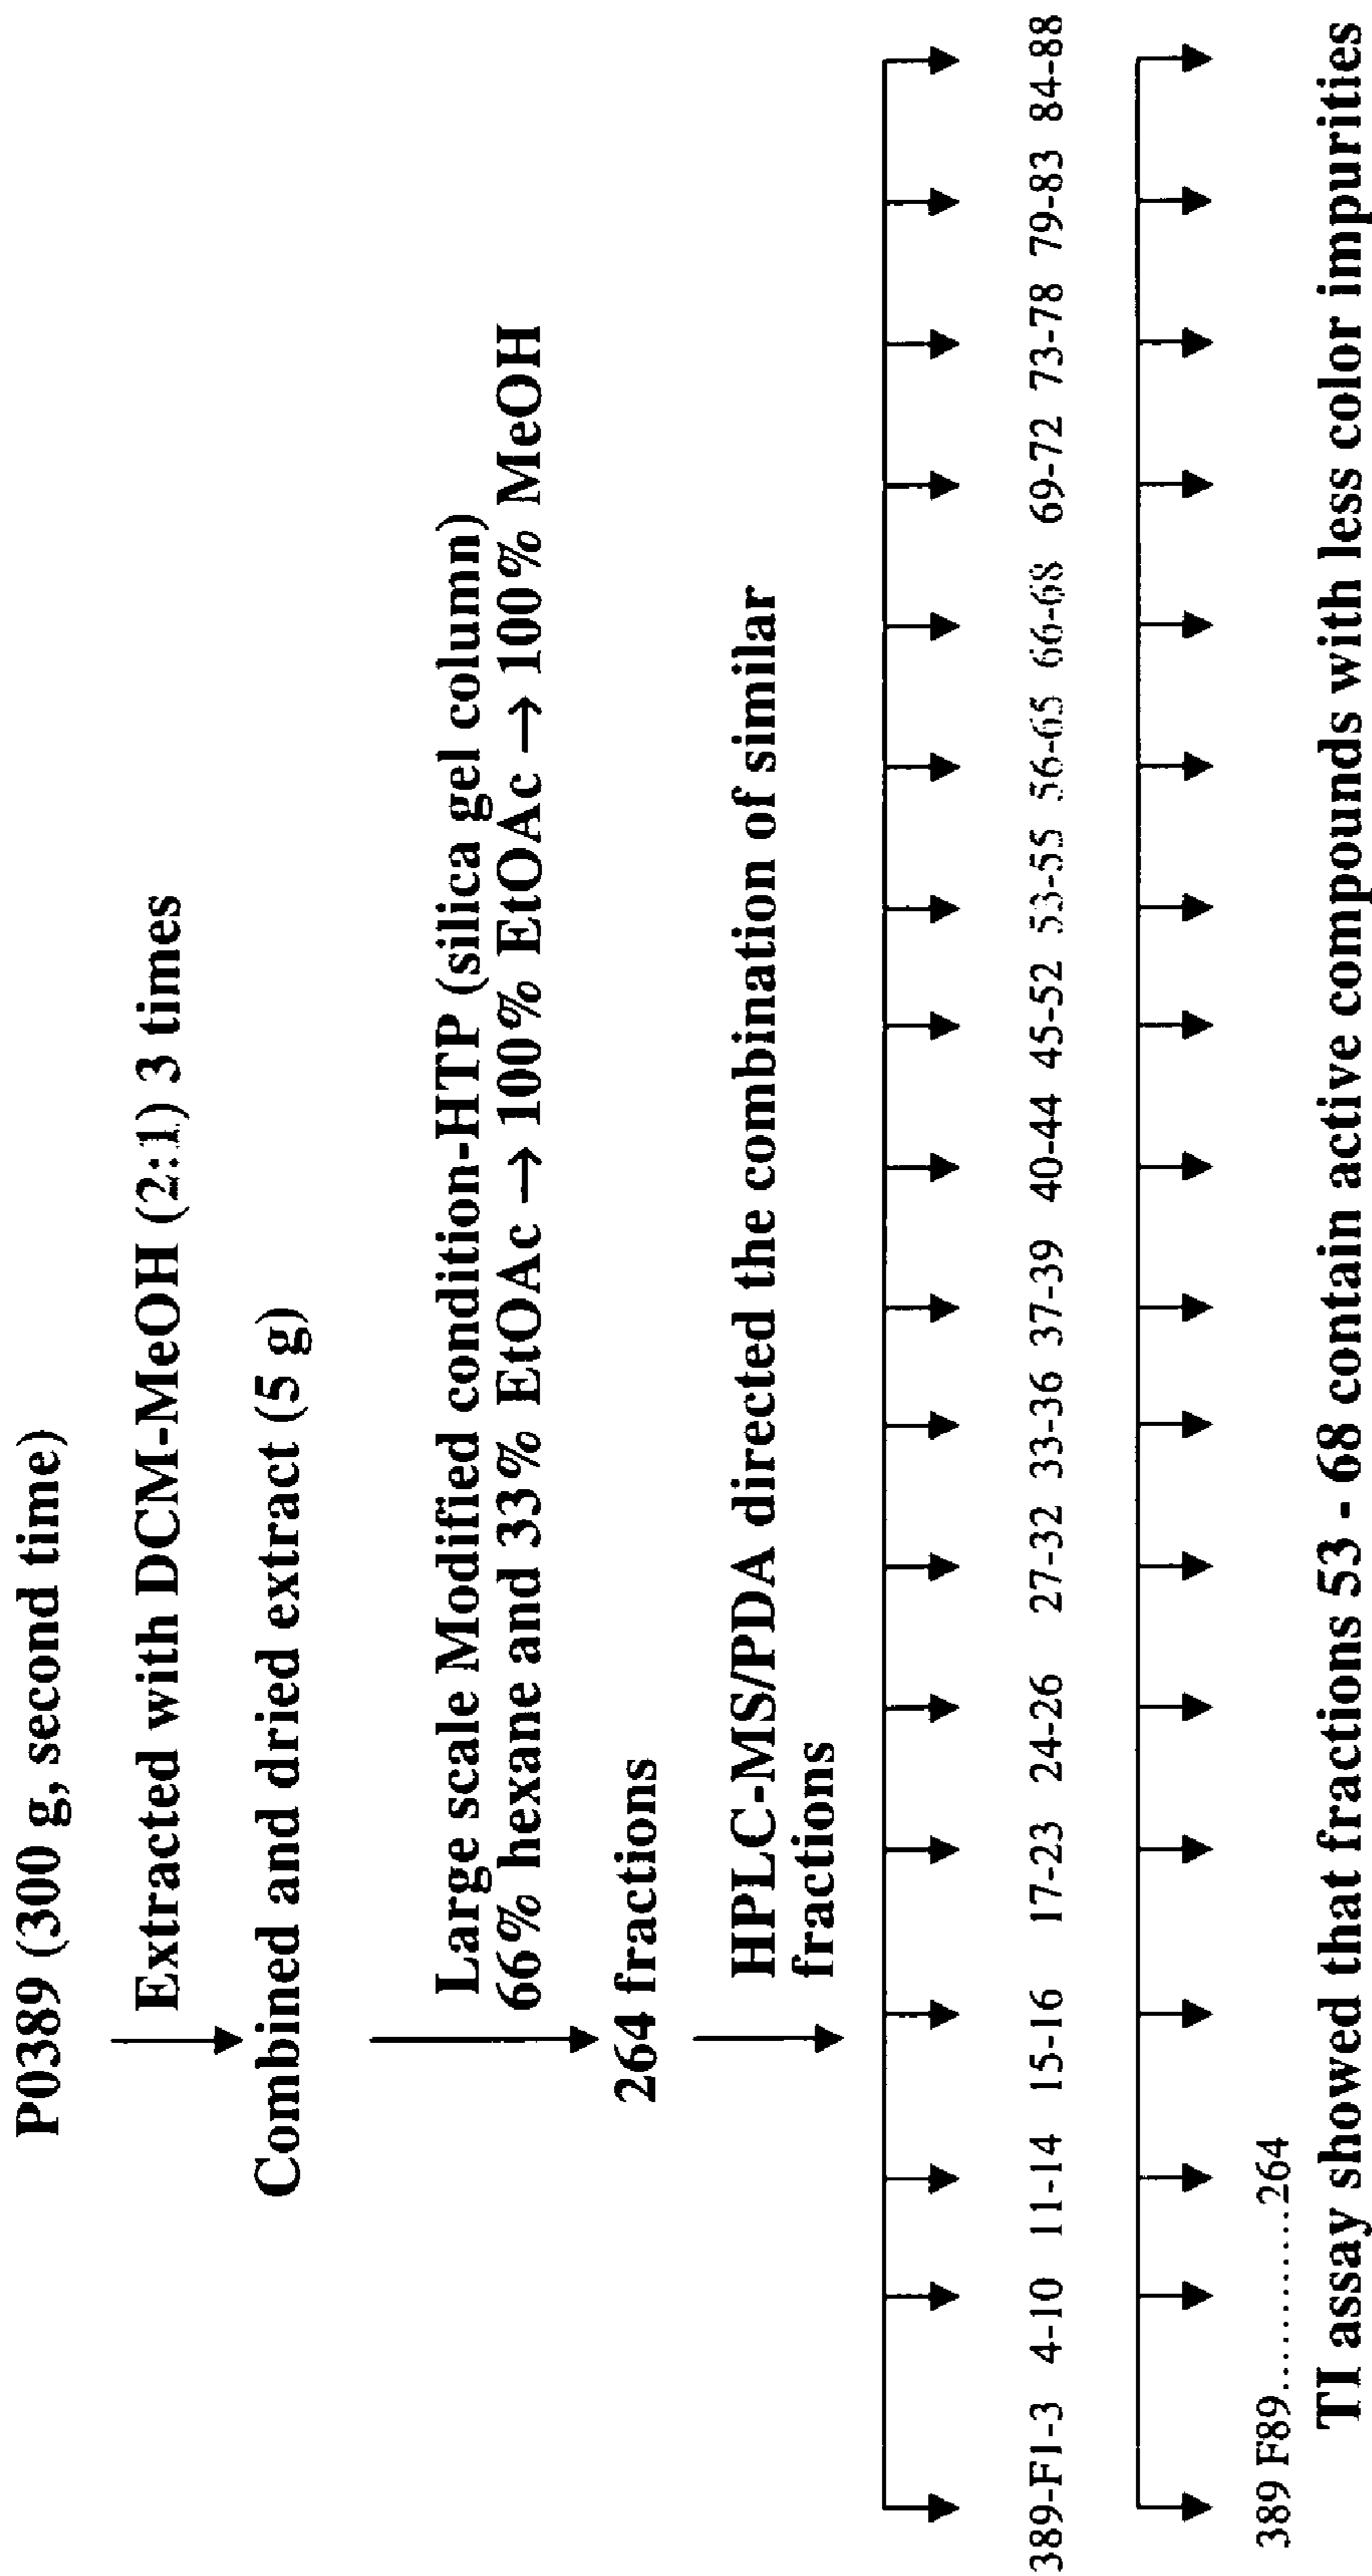 P0389 (300 g, second time)
Extracted with DCM-MeOH (2:1) 3 times
Combined and dried extract (5 g)
Large scale Modified condition-HTP (silica gel column)
66% hexane and 33% EtOAc → 100% EtOAc → 100% MeOH
264 fractions
HPLC-MS/PDA directed the combination of similar
fractions
389-F1-3 4-10 11-14 15-16 17-23 24-26 27-32 33-36 37-39 40-44 45-52 53-55 56-65 66-68 69-72 73-78 79-83 84-88
389 F89.............264
TI assay showed that fractions 53 - 68 contain active compounds with less color impurities